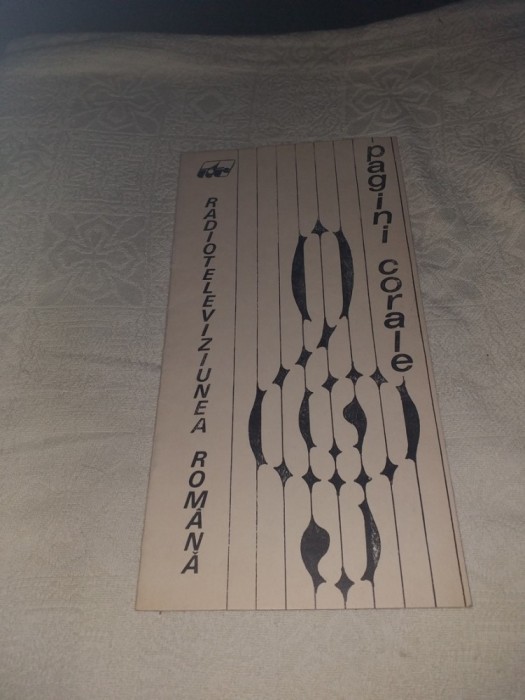 RADIOTELEVIZIUNEA ROMÂNĂ
pagini corale